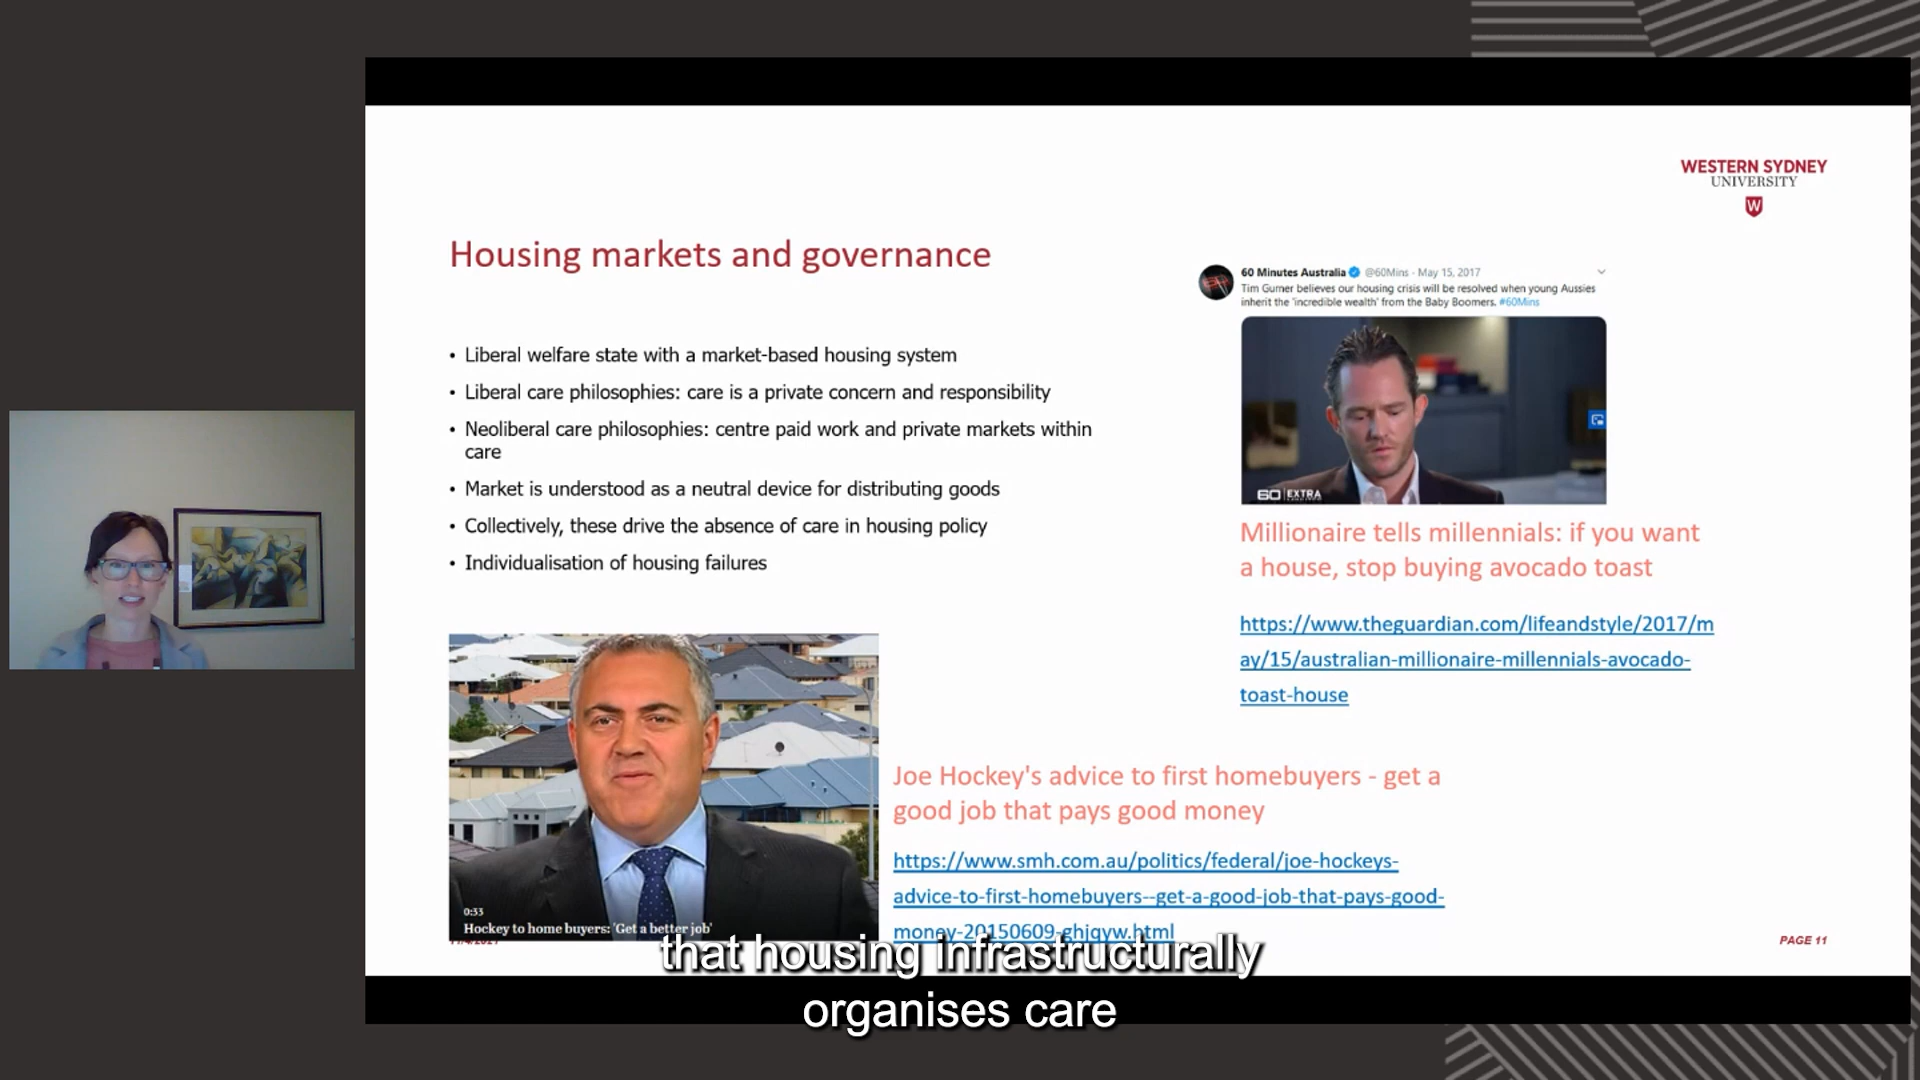 WESTERN SYDNEY
UNIVERSITY
W
Housing markets and governance
60 Minutes Australia @60Mins · May 15, 2017
Tim Gurner believes our housing crisis will be resolved when young Aussies
inherit the 'incredible wealth' from the Baby Boomers. #60Mins
• Liberal welfare state with a market-based housing system
• Liberal care philosophies: care is a private concern and responsibility
• Neoliberal care philosophies: centre paid work and private markets within
care
• Market is understood as a neutral device for distributing goods
• Collectively, these drive the absence of care in housing policy
• Individualisation of housing failures
60 EXTRA
Millionaire tells millennials: if you want
a house, stop buying avocado toast
https://www.theguardian.com/lifeandstyle/2017/m
ay/15/australian-millionaire-millennials-avocado-
toast-house
0:33
Hockey to home buyers: 'Get a better job'
Joe Hockey's advice to first homebuyers - get a
good job that pays good money
https://www.smh.com.au/politics/federal/joe-hockeys-
advice-to-first-homebuyers--get-a-good-job-that-pays-good-
money-20150609-ghjqyw.html
PAGE 11
that housing infrastructurally
organises care